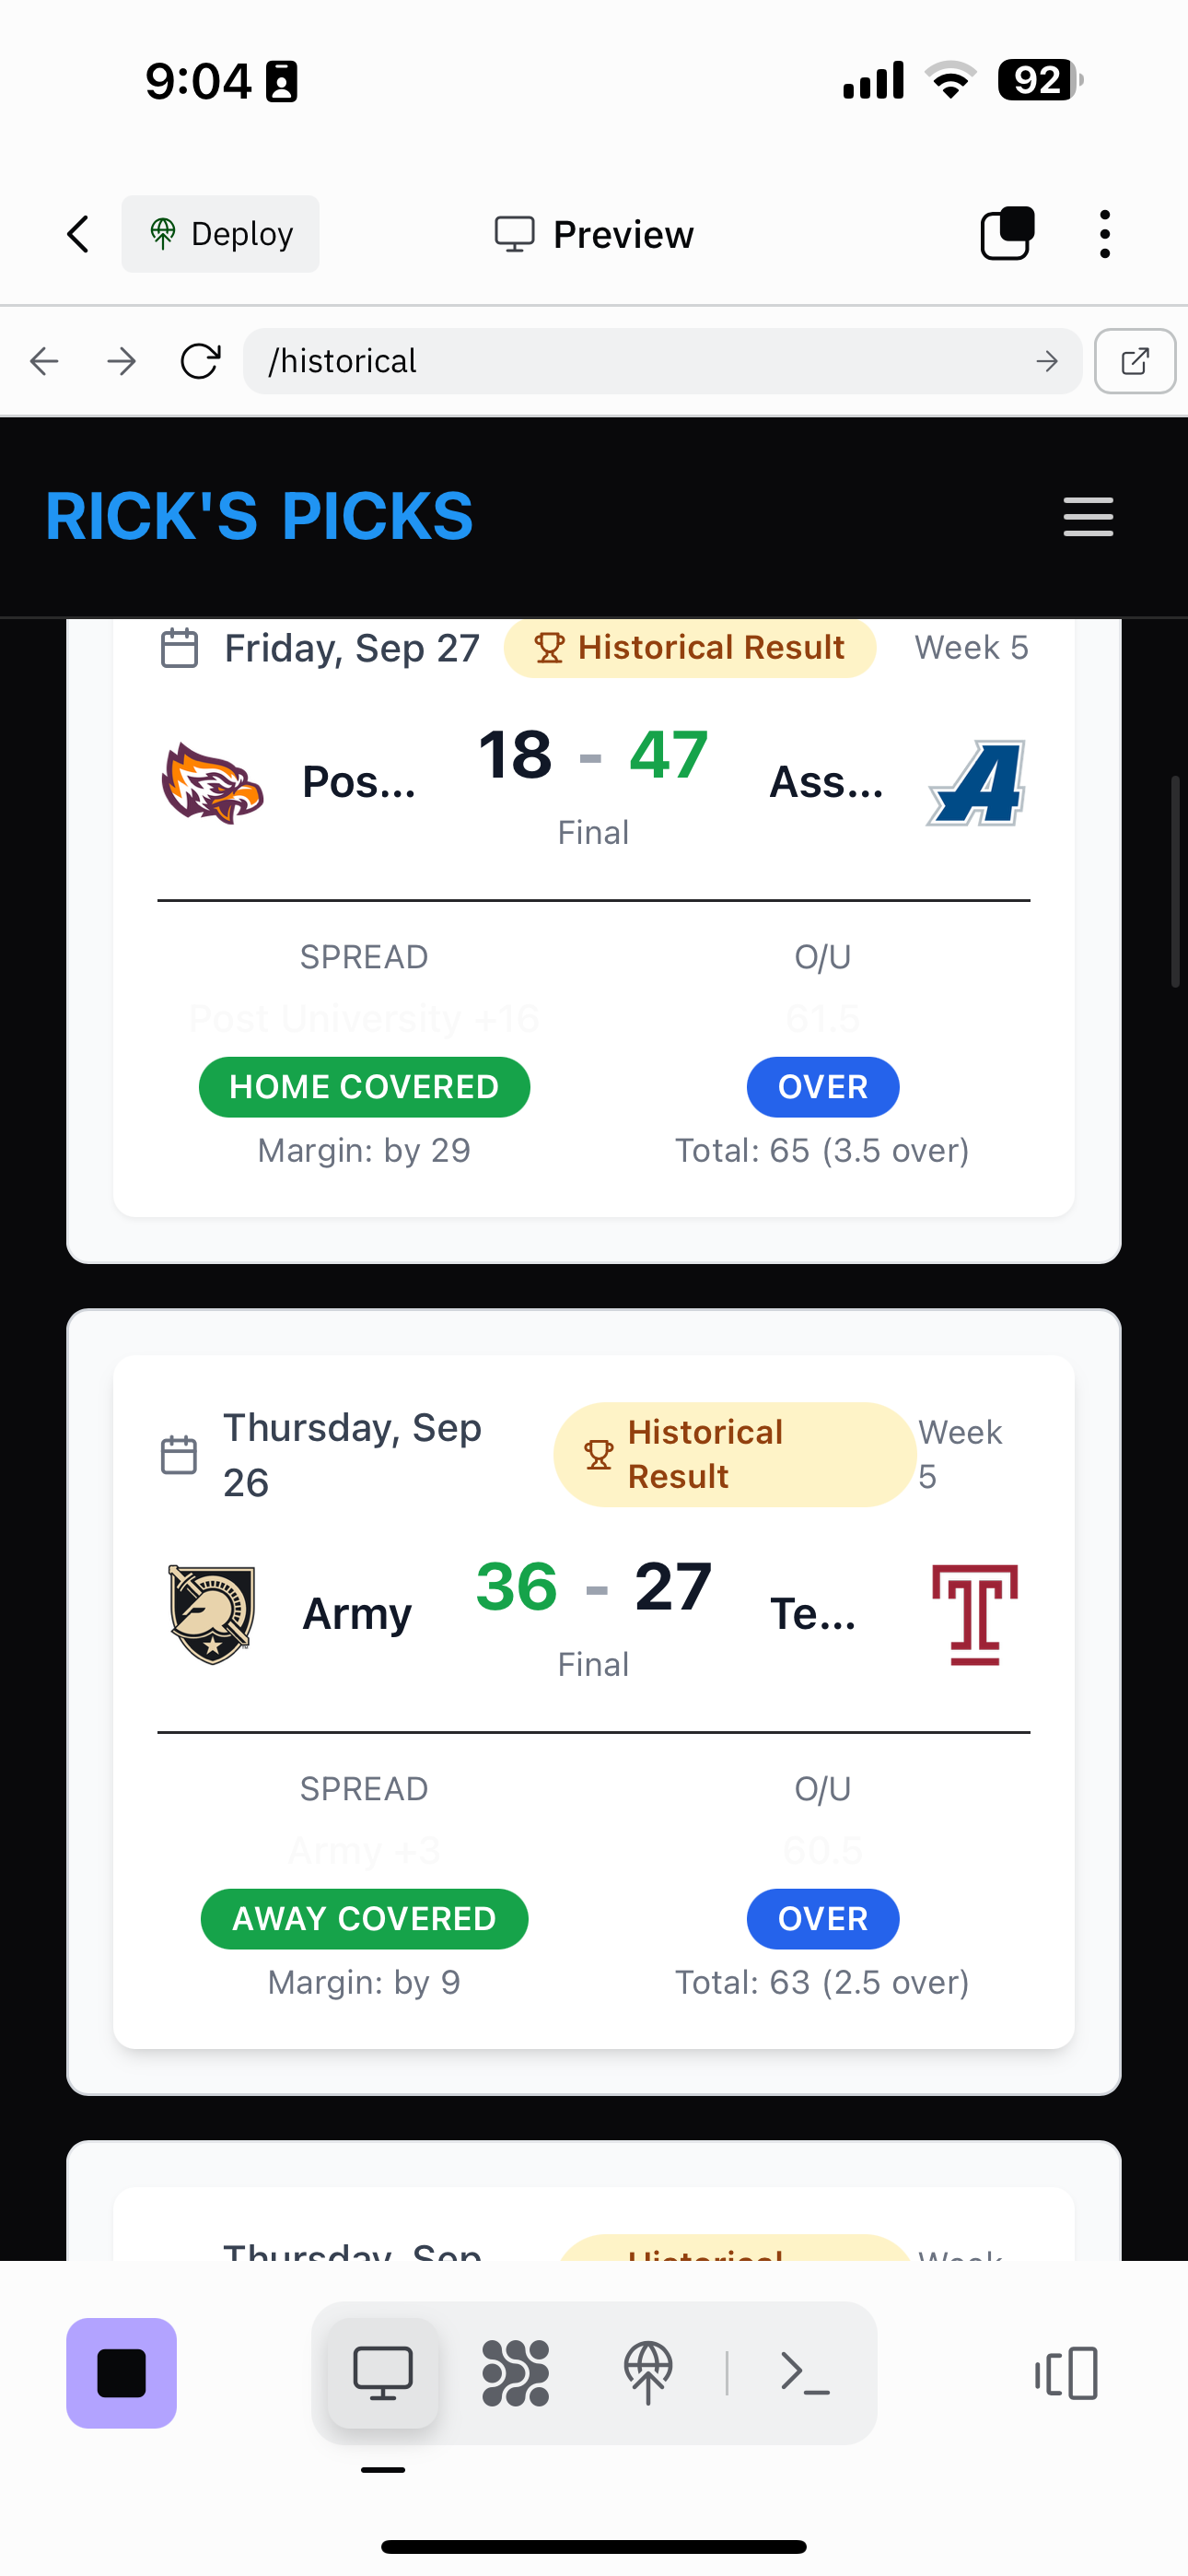 9:04
92
Deploy
Preview
/historical
RICK'S PICKS
Friday, Sep 27
Historical Result
Week 5
Pos...
18 - 47
Ass...
A
Final
SPREAD
O/U
Post University +16
61.5
HOME COVERED
OVER
Margin: by 29
Total: 65 (3.5 over)
Thursday, Sep
26
Historical
Result
Week
5
Army
36 - 27
Te...
T
Final
SPREAD
O/U
Army +3
60.5
AWAY COVERED
OVER
Margin: by 9
Total: 63 (2.5 over)
Thursday, Sep
Historical
Week